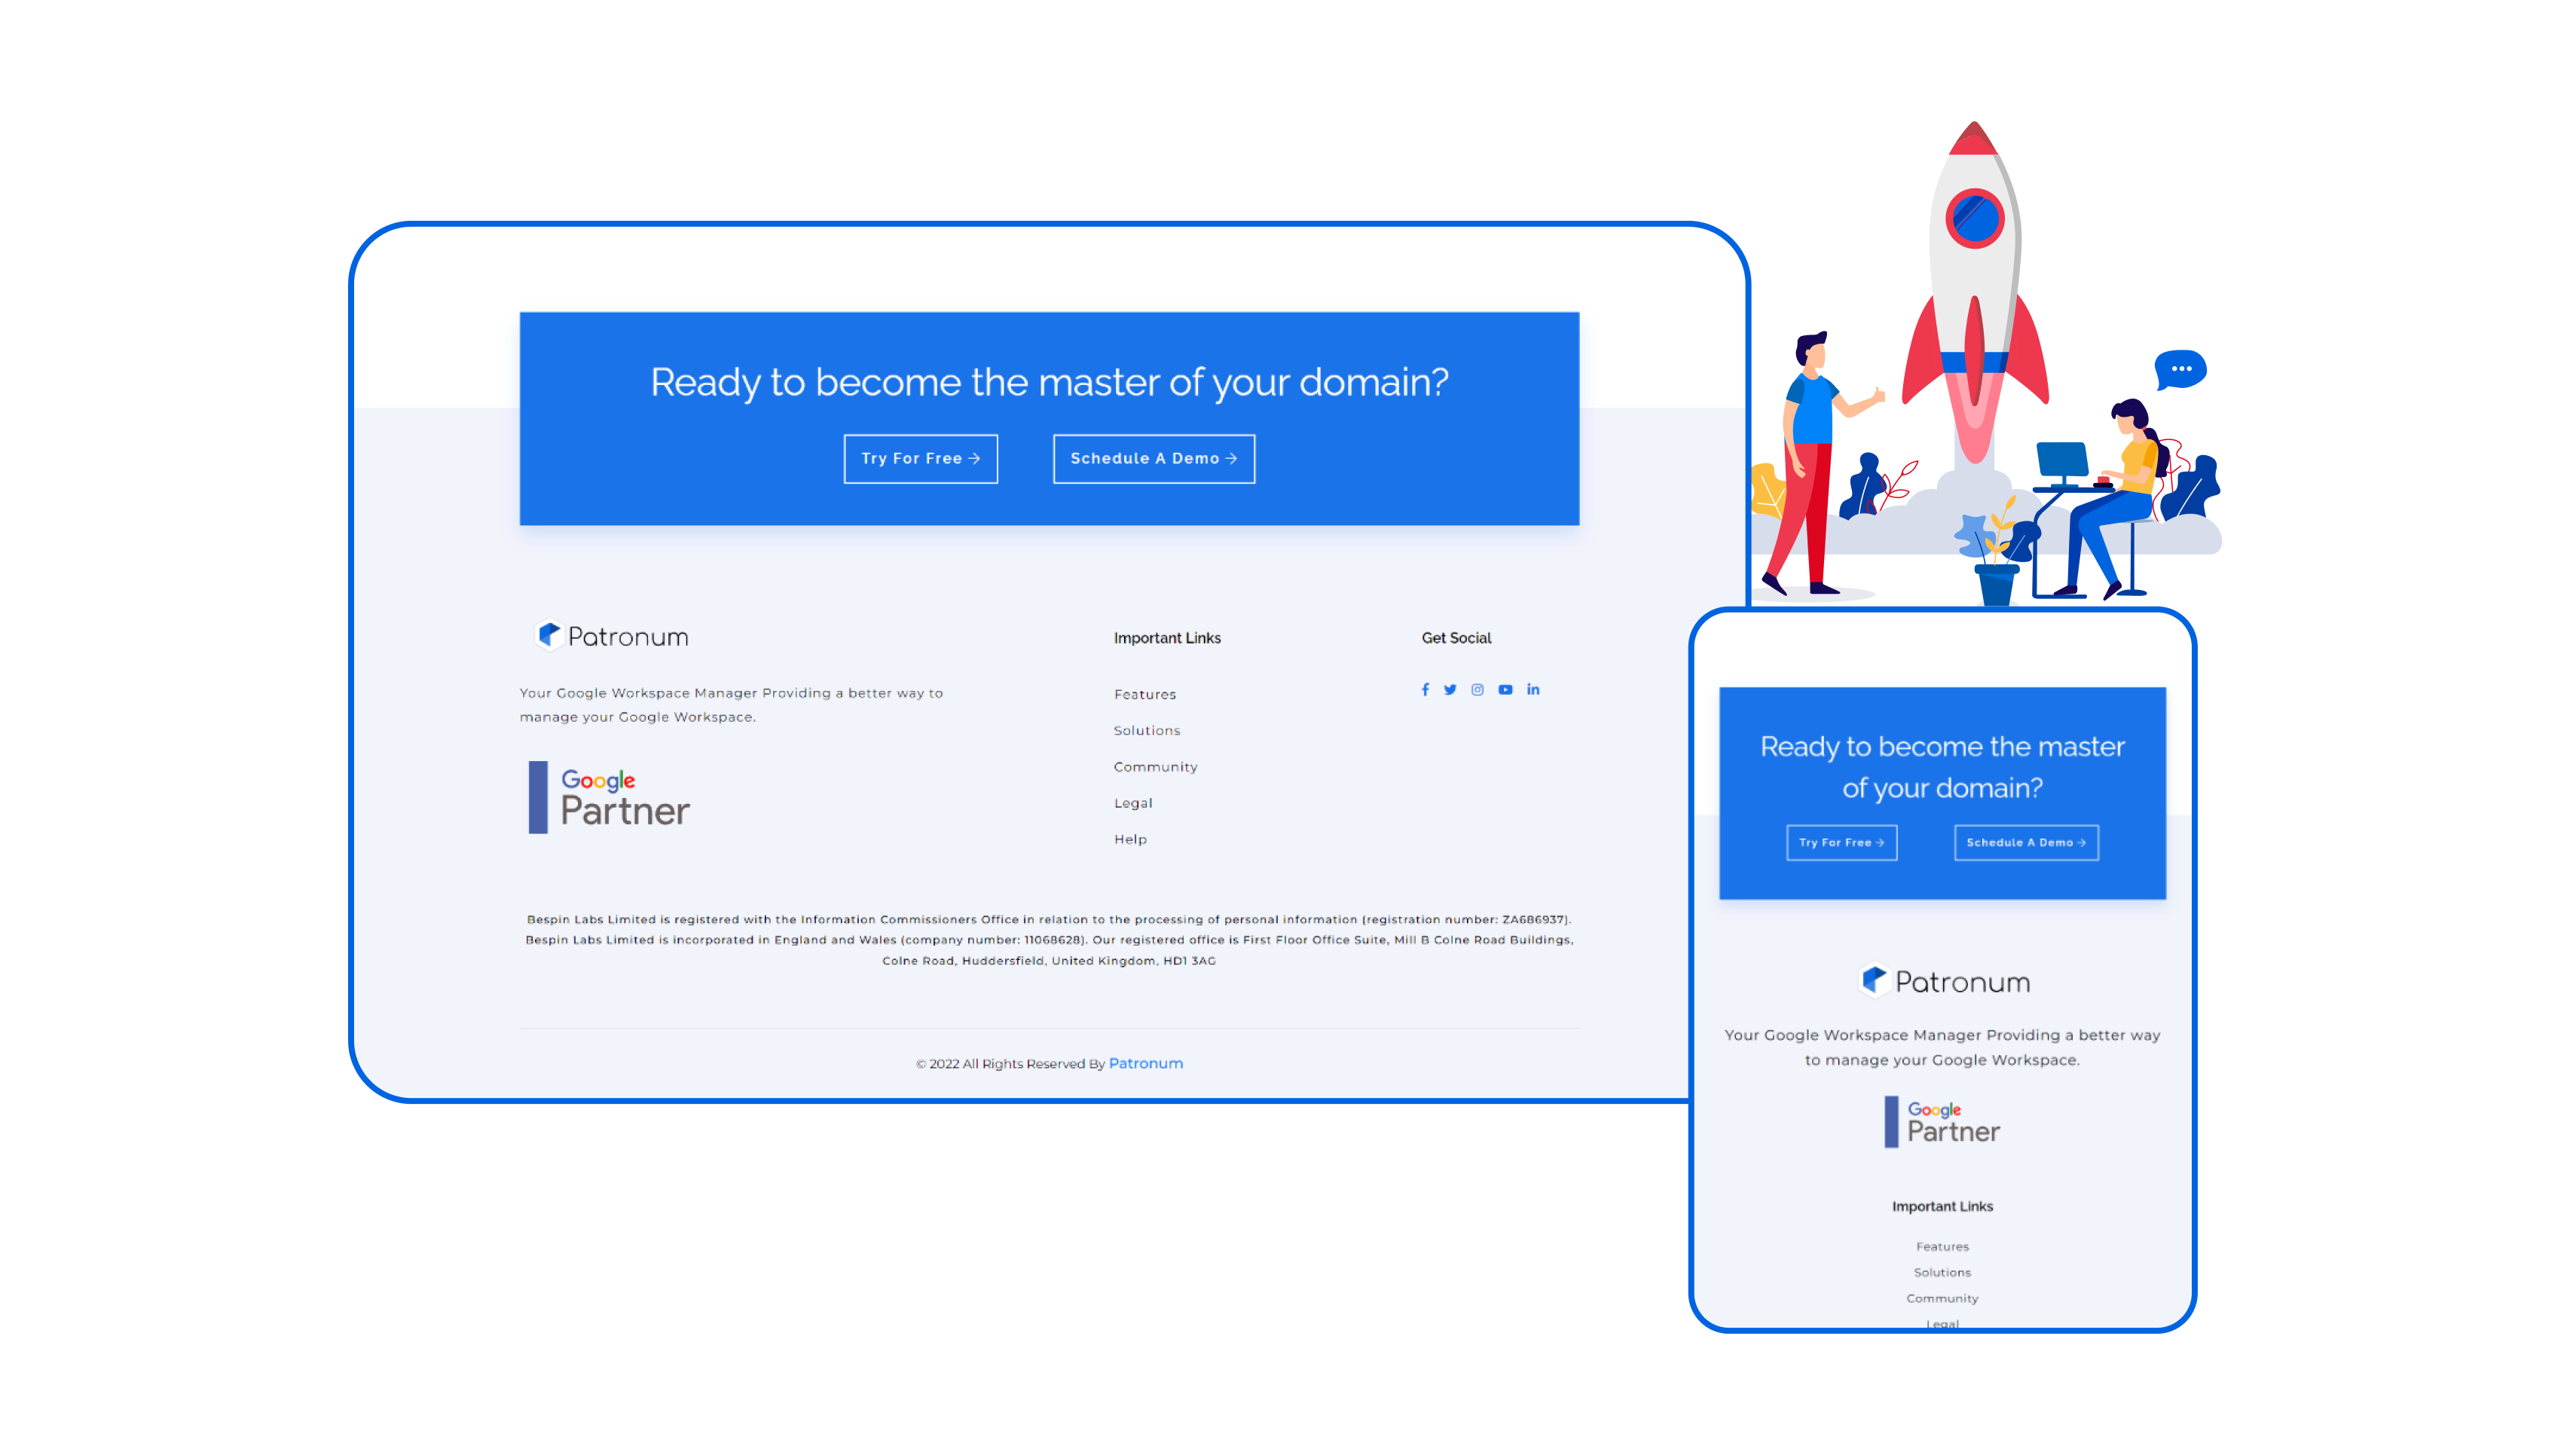 Ready to become the master of your domain?
Try For Free →
Schedule A Demo →
Patronum
Your Google Workspace Manager Providing a better way to
manage your Google Workspace.
Google
Partner
Important Links
Features
Solutions
Community
Legal
Help
Get Social
Bespin Labs Limited is registered with the Information Commissioners Office in relation to the processing of personal information (registration number: ZA686937).
Bespin Labs Limited is incorporated in England and Wales (company number: 11068628). Our registered office is First Floor Office Suite, Mill B Colne Road Buildings,
Colne Road, Huddersfield, United Kingdom, HD1 3AG
© 2022 All Rights Reserved By Patronum
Ready to become the master
of your domain?
Try For Free →
Schedule A Demo →
Patronum
Your Google Workspace Manager Providing a better way
to manage your Google Workspace.
Google
Partner
Important Links
Features
Solutions
Community
Legal